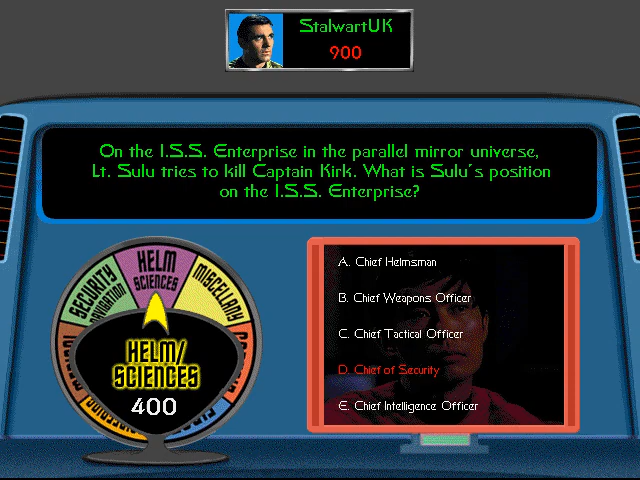 StalwartUK
900
On the I.S.S. Enterprise in the parallel mirror universe,
Lt. Sulu tries to kill Captain Kirk. What is Sulu's position
on the I.S.S. Enterprise?
SECURITY
NAVIGATION
HELM
SCIENCES
MISCELLANY
HELM/
SCIENCES
400
A. Chief Helmsman
B. Chief Weapons Officer
C. Chief Tactical Officer
D. Chief of Security
E. Chief Intelligence Officer